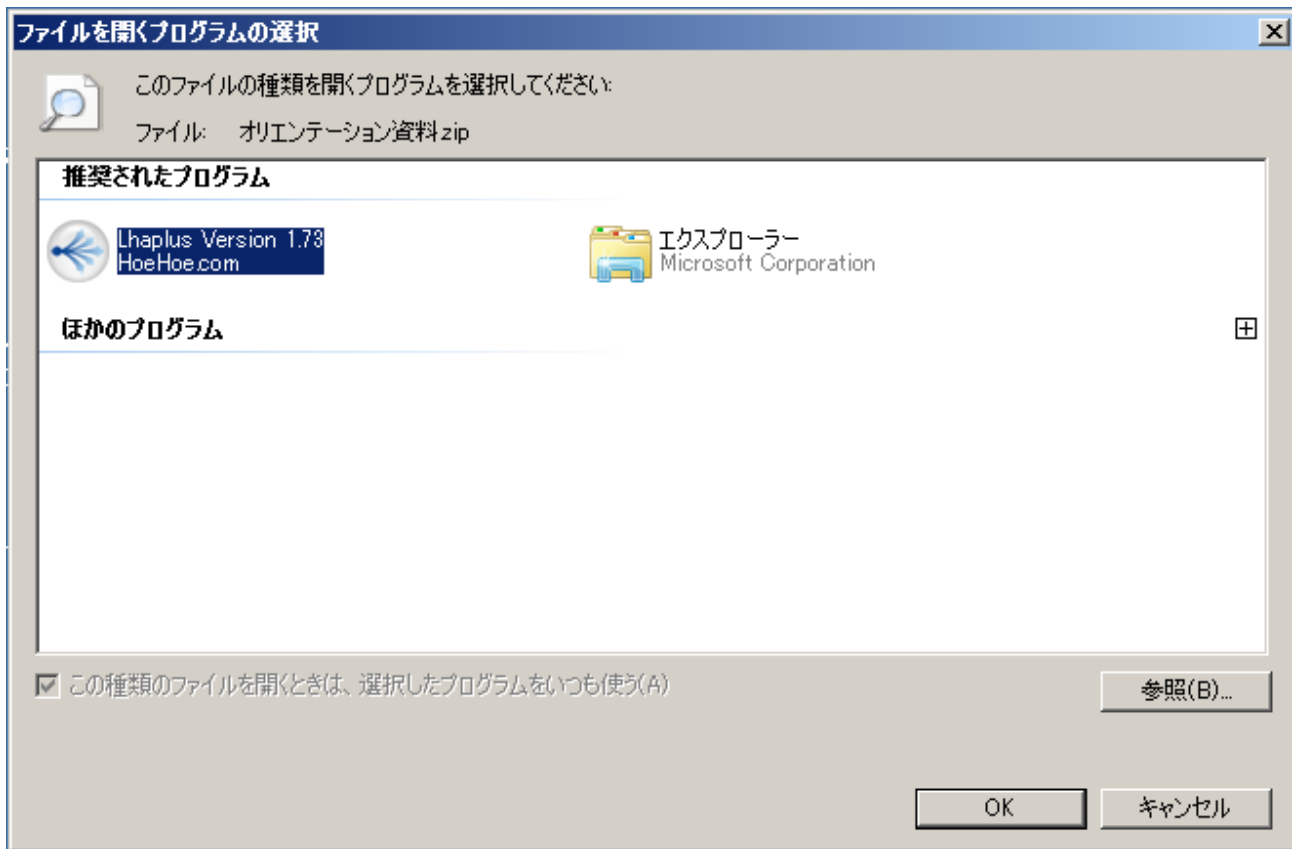 ファイルを開くプログラムの選択
このファイルの種類を開くプログラムを選択してください:
ファイル: オリエンテーション資料.zip
推奨されたプログラム
Lhaplus Version 1.73
HoeHoe.com
エクスプローラー
Microsoft Corporation
ほかのプログラム
この種類のファイルを開くときは、選択したプログラムをいつも使う(A)
参照(B)...
OK
キャンセル